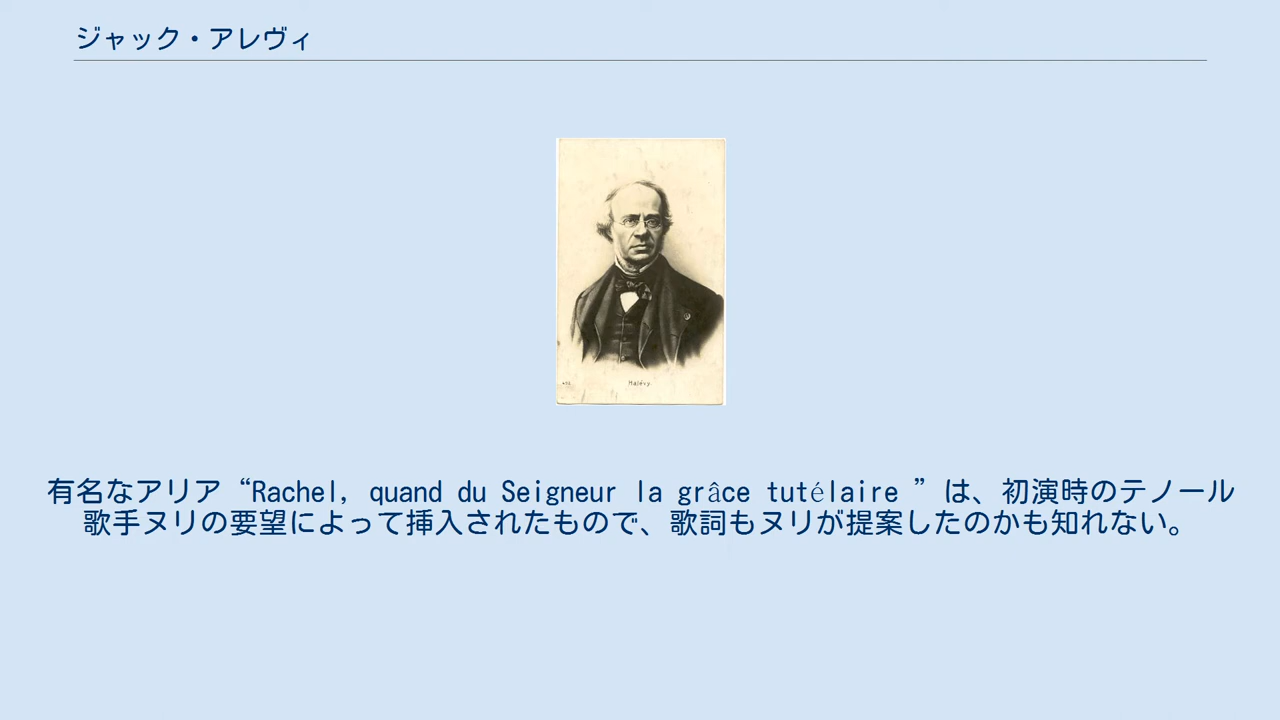 ジャック・アレヴィ
Halévy.
有名なアリア“Rachel, quand du Seigneur la grâce tutélaire ”は、初演時のテノール
歌手ヌリの要望によって挿入されたもので、歌詞もヌリが提案したのかも知れない。